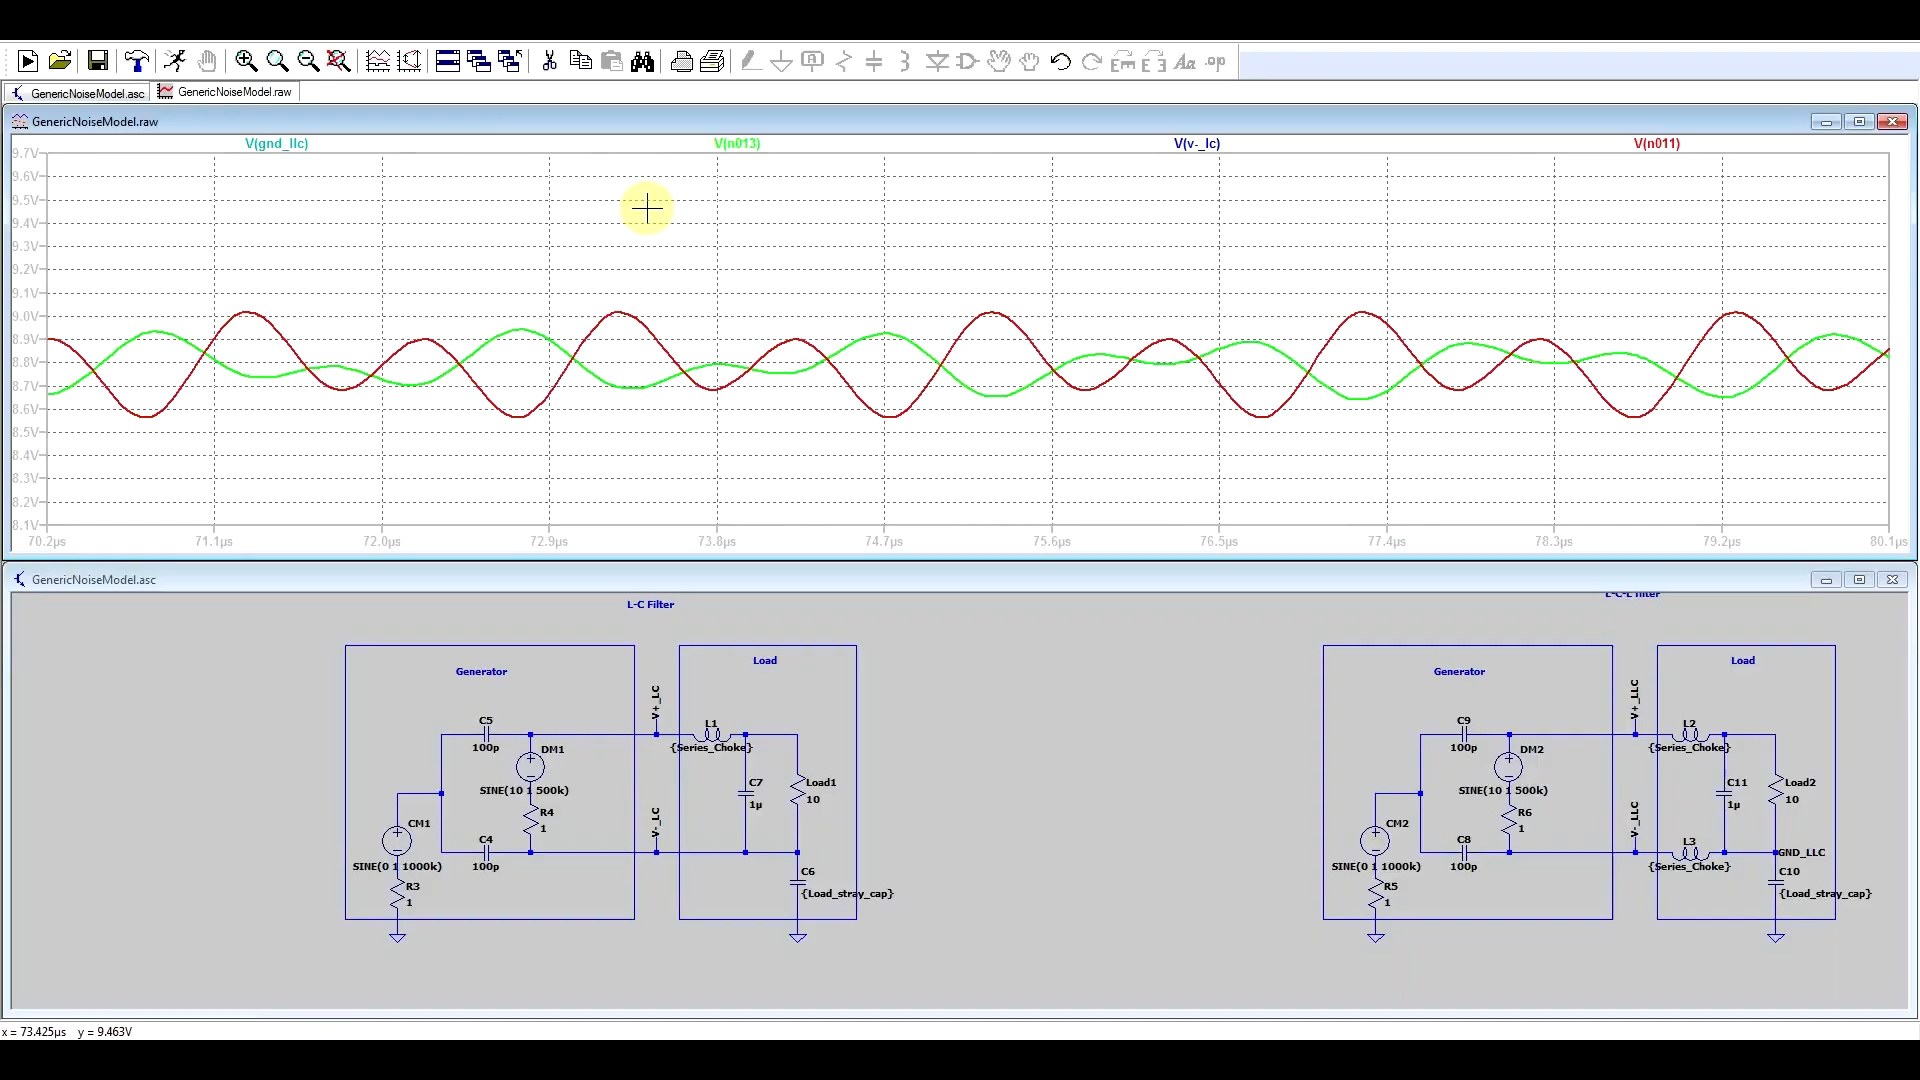 GenericNoiseModel.asc GenericNoiseModel.raw
GenericNoiseModel.raw
V(gnd_llc) V(n013) V(v-_lc) V(n011)
9.7V
9.6V
9.5V
9.4V
9.3V
9.2V
9.1V
9.0V
8.9V
8.8V
8.7V
8.6V
8.5V
8.4V
8.3V
8.2V
8.1V
70.2µs 71.1µs 72.0µs 72.9µs 73.8µs 74.7µs 75.6µs 76.5µs 77.4µs 78.3µs 79.2µs 80.1µs
GenericNoiseModel.asc
L-C Filter
L-C-L filter
Generator
Load
V+_LC
C5
100p
DM1
SINE(10 1 500k)
R4
1
L1
{Series_Choke}
C7
1µ
Load1
10
CM1
SINE(0 1 1000k)
R3
1
C4
100p
V-_LC
C6
{Load_stray_cap}
Generator
Load
V+_LLC
C9
100p
DM2
SINE(10 1 500k)
R6
1
L2
{Series_Choke}
C11
1µ
Load2
10
CM2
SINE(0 1 1000k)
R5
1
C8
100p
V-_LLC
L3
{Series_Choke}
GND_LLC
C10
{Load_stray_cap}
x = 73.425µs y = 9.463V